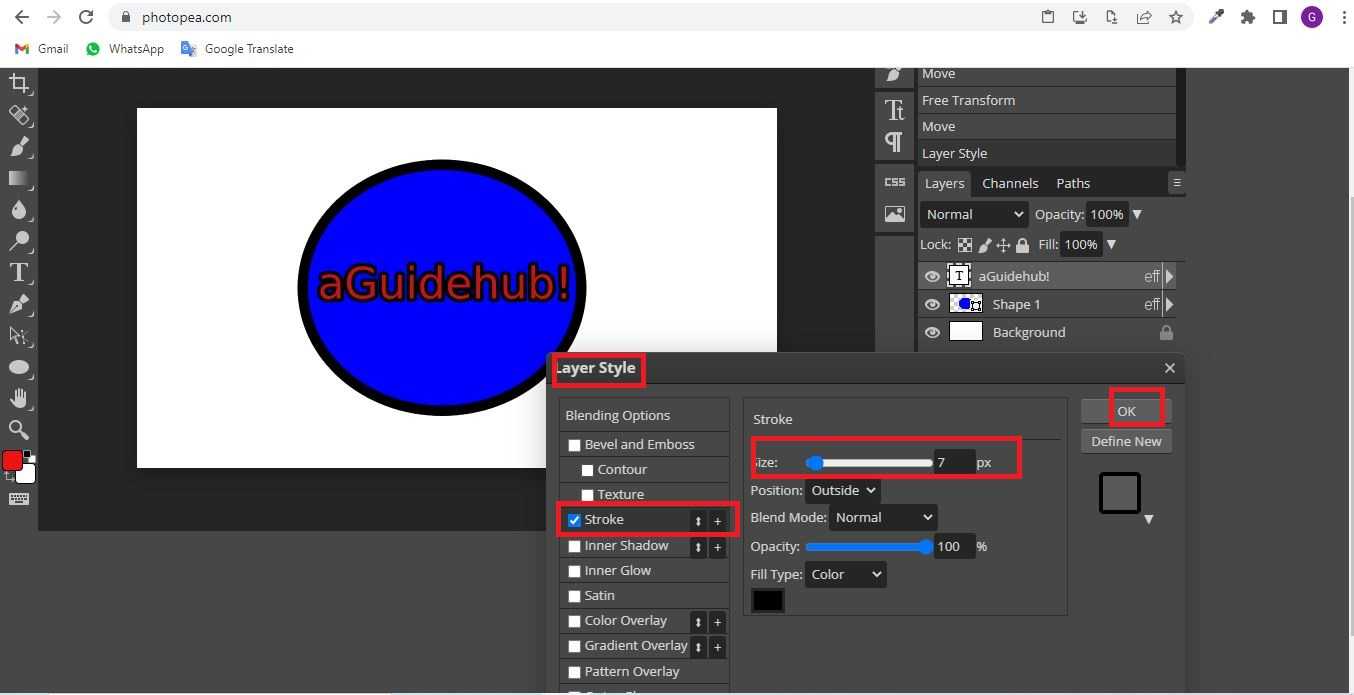 photopea.com
G
Gmail
WhatsApp
Google Translate
Move
Free Transform
Move
Layer Style
CSS
Layers Channels Paths
Normal Opacity: 100%
Lock: Fill: 100%
T aGuidehub! eff
Shape 1 eff
Background
aGuidehub!
Layer Style
Blending Options
Bevel and Emboss
Contour
Texture
Stroke
Inner Shadow
Inner Glow
Satin
Color Overlay
Gradient Overlay
Pattern Overlay
Stroke
Size: 7 px
Position: Outside
Blend Mode: Normal
Opacity: 100 %
Fill Type: Color
OK
Define New